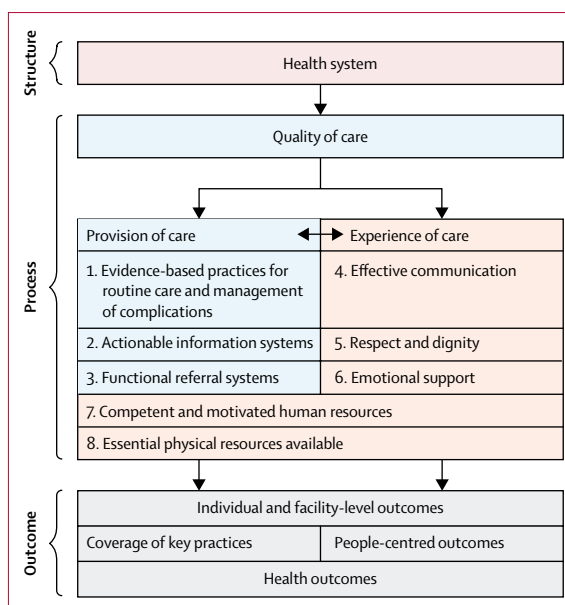 Structure
Health system
Process
Quality of care
Provision of care
Experience of care
1. Evidence-based practices for
routine care and management
of complications
4. Effective communication
2. Actionable information systems
5. Respect and dignity
3. Functional referral systems
6. Emotional support
7. Competent and motivated human resources
8. Essential physical resources available
Outcome
Individual and facility-level outcomes
Coverage of key practices
People-centred outcomes
Health outcomes